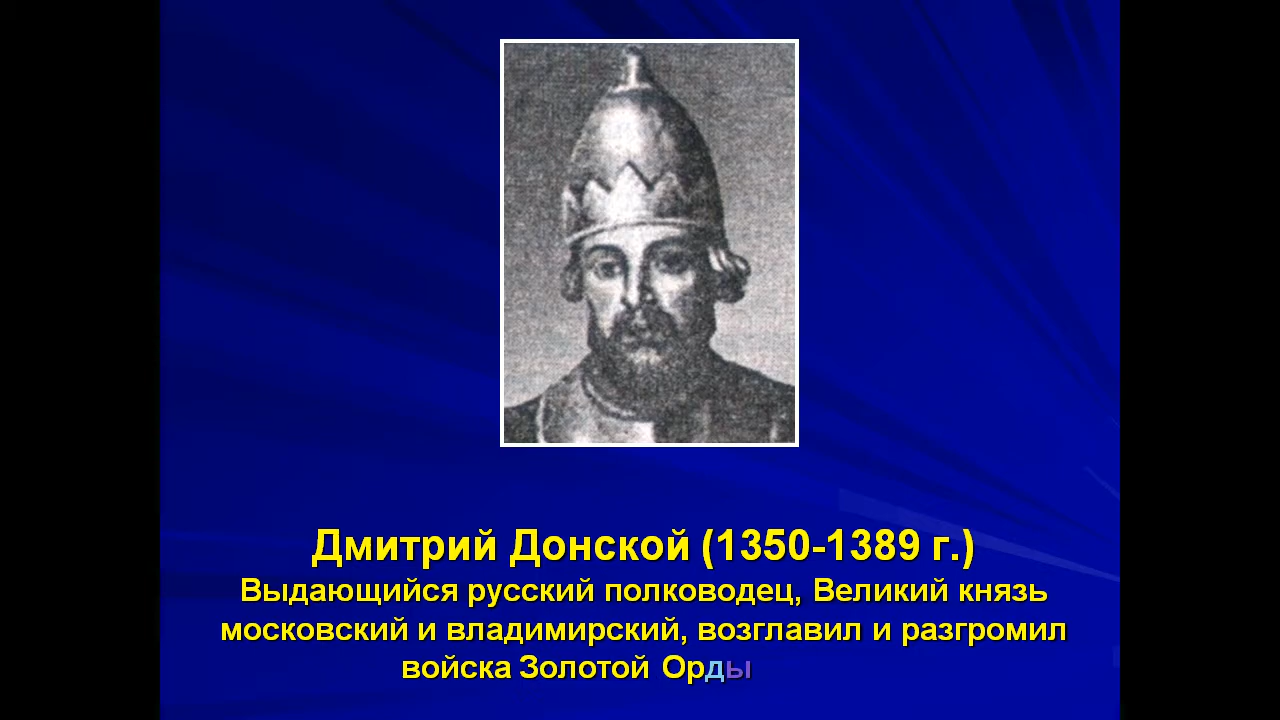 Дмитрий Донской (1350-1389 г.)
Выдающийся русский полководец, Великий князь
московский и владимирский, возглавил и разгромил
войска Золотой Орды